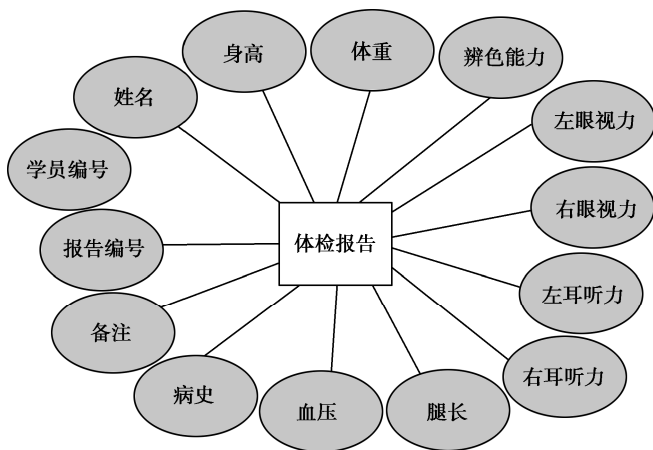 身高
体重
辨色能力
姓名
左眼视力
学员编号
右眼视力
报告编号
体检报告
左耳听力
备注
右耳听力
病史
血压
腿长